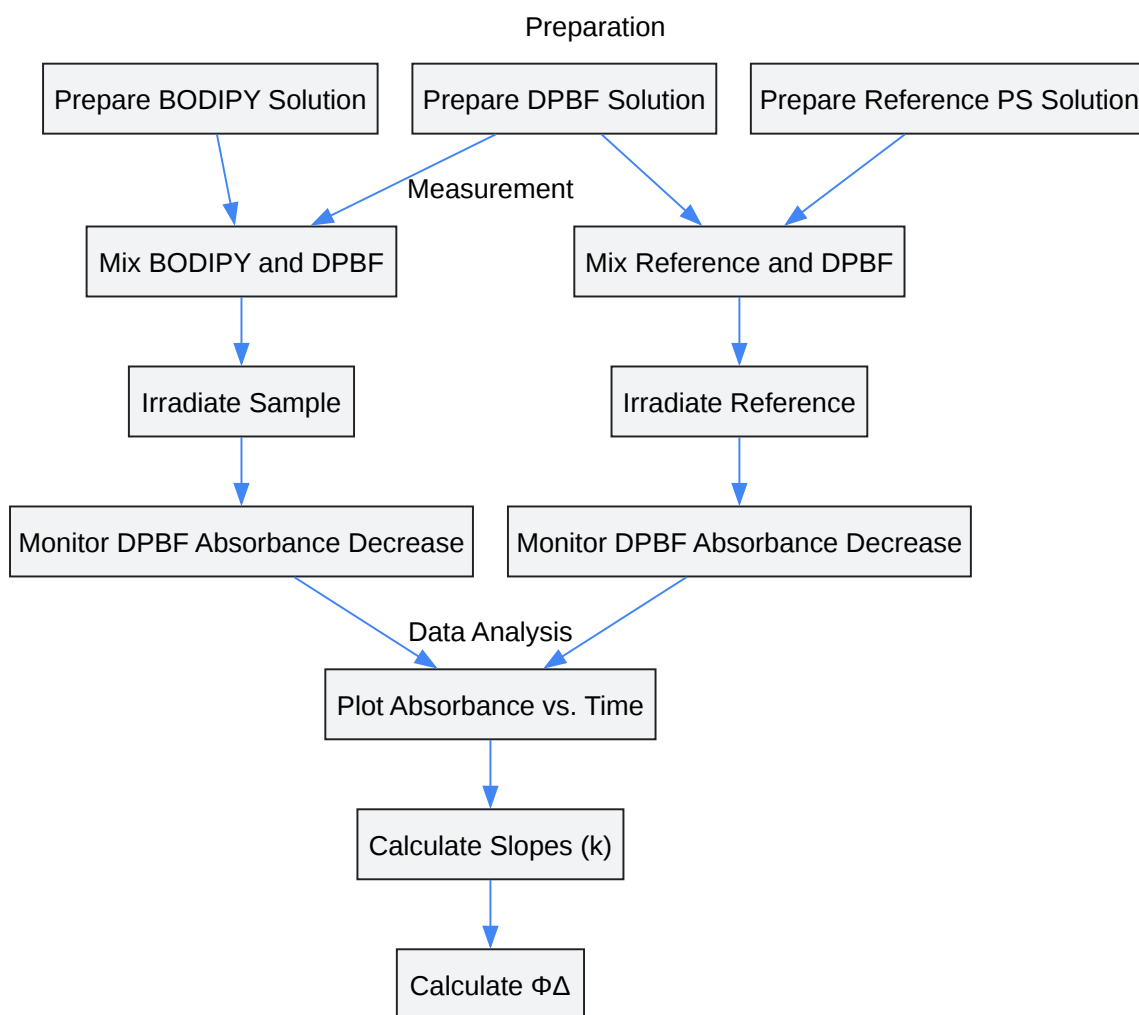 Preparation
Prepare BODIPY Solution
Prepare DPBF Solution
Prepare Reference PS Solution
Measurement
Mix BODIPY and DPBF
Mix Reference and DPBF
Irradiate Sample
Irradiate Reference
Monitor DPBF Absorbance Decrease
Monitor DPBF Absorbance Decrease
Data Analysis
Plot Absorbance vs. Time
Calculate Slopes (k)
Calculate ΦΔ